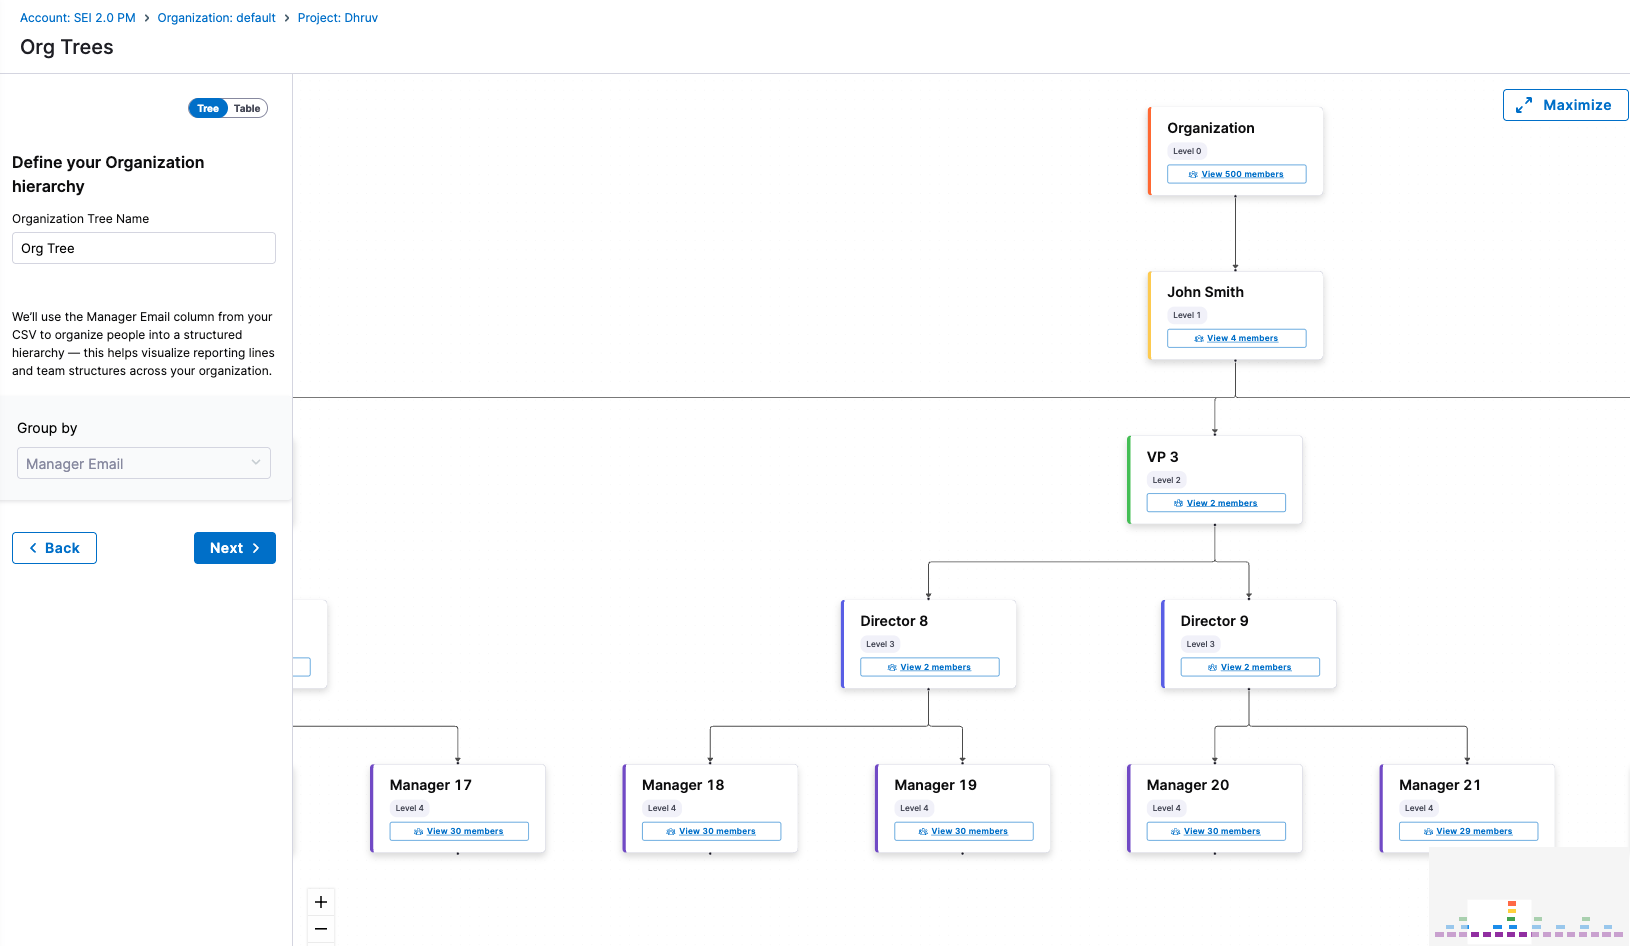 Account: SEI 2.0 PM > Organization: default > Project: Dhruv
Org Trees
Tree Table
Define your Organization
hierarchy
Organization Tree Name
Org Tree
We'll use the Manager Email column from your
CSV to organize people into a structured
hierarchy — this helps visualize reporting lines
and team structures across your organization.
Group by
Manager Email
Back
Next
Maximize
Organization
Level 0
View 500 members
John Smith
Level 1
View 4 members
VP 3
Level 2
View 2 members
Director 8
Level 3
View 2 members
Director 9
Level 3
View 2 members
Manager 17
Level 4
View 30 members
Manager 18
Level 4
View 30 members
Manager 19
Level 4
View 30 members
Manager 20
Level 4
View 30 members
Manager 21
Level 4
View 29 members